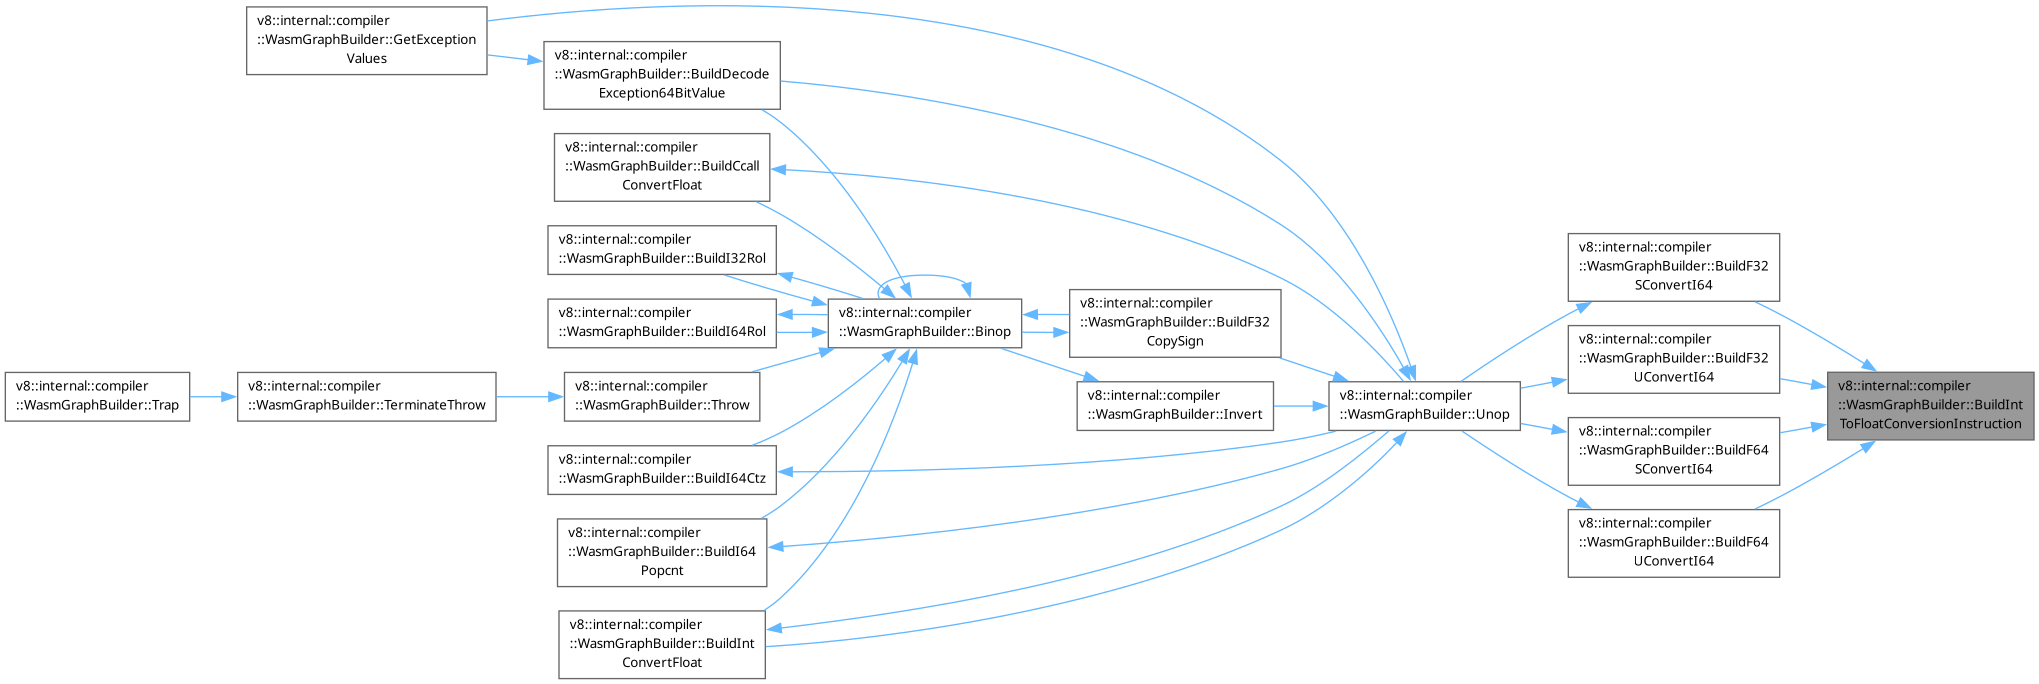 v8::internal::compiler
::WasmGraphBuilder::GetException
Values
v8::internal::compiler
::WasmGraphBuilder::BuildDecode
Exception64BitValue
v8::internal::compiler
::WasmGraphBuilder::BuildCcall
ConvertFloat
v8::internal::compiler
::WasmGraphBuilder::BuildI32Rol
v8::internal::compiler
::WasmGraphBuilder::BuildI64Rol
v8::internal::compiler
::WasmGraphBuilder::Binop
v8::internal::compiler
::WasmGraphBuilder::BuildF32
CopySign
v8::internal::compiler
::WasmGraphBuilder::BuildF32
SConvertI64
v8::internal::compiler
::WasmGraphBuilder::BuildF32
UConvertI64
v8::internal::compiler
::WasmGraphBuilder::Trap
v8::internal::compiler
::WasmGraphBuilder::TerminateThrow
v8::internal::compiler
::WasmGraphBuilder::Throw
v8::internal::compiler
::WasmGraphBuilder::Invert
v8::internal::compiler
::WasmGraphBuilder::Unop
v8::internal::compiler
::WasmGraphBuilder::BuildInt
ToFloatConversionInstruction
v8::internal::compiler
::WasmGraphBuilder::BuildF64
SConvertI64
v8::internal::compiler
::WasmGraphBuilder::BuildI64Ctz
v8::internal::compiler
::WasmGraphBuilder::BuildF64
UConvertI64
v8::internal::compiler
::WasmGraphBuilder::BuildI64
Popcnt
v8::internal::compiler
::WasmGraphBuilder::BuildInt
ConvertFloat